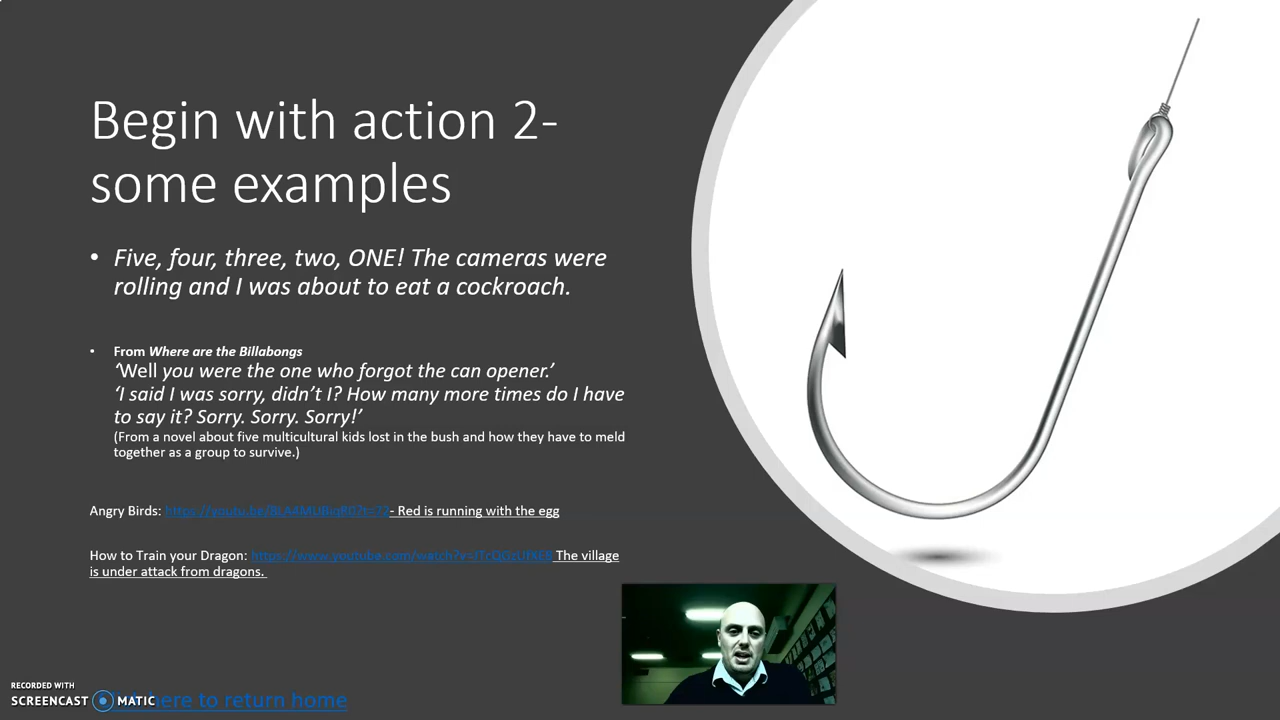 Begin with action 2-
some examples
• Five, four, three, two, ONE! The cameras were
rolling and I was about to eat a cockroach.
• From Where are the Billabongs
‘Well you were the one who forgot the can opener.’
‘I said I was sorry, didn’t I? How many more times do I have
to say it? Sorry. Sorry. Sorry!’
(From a novel about five multicultural kids lost in the bush and how they have to meld
together as a group to survive.)
Angry Birds: - Red is running with the egg
How to Train your Dragon: The village
is under attack from dragons.
RECORDED WITH
SCREENCAST MATIC
here to return home